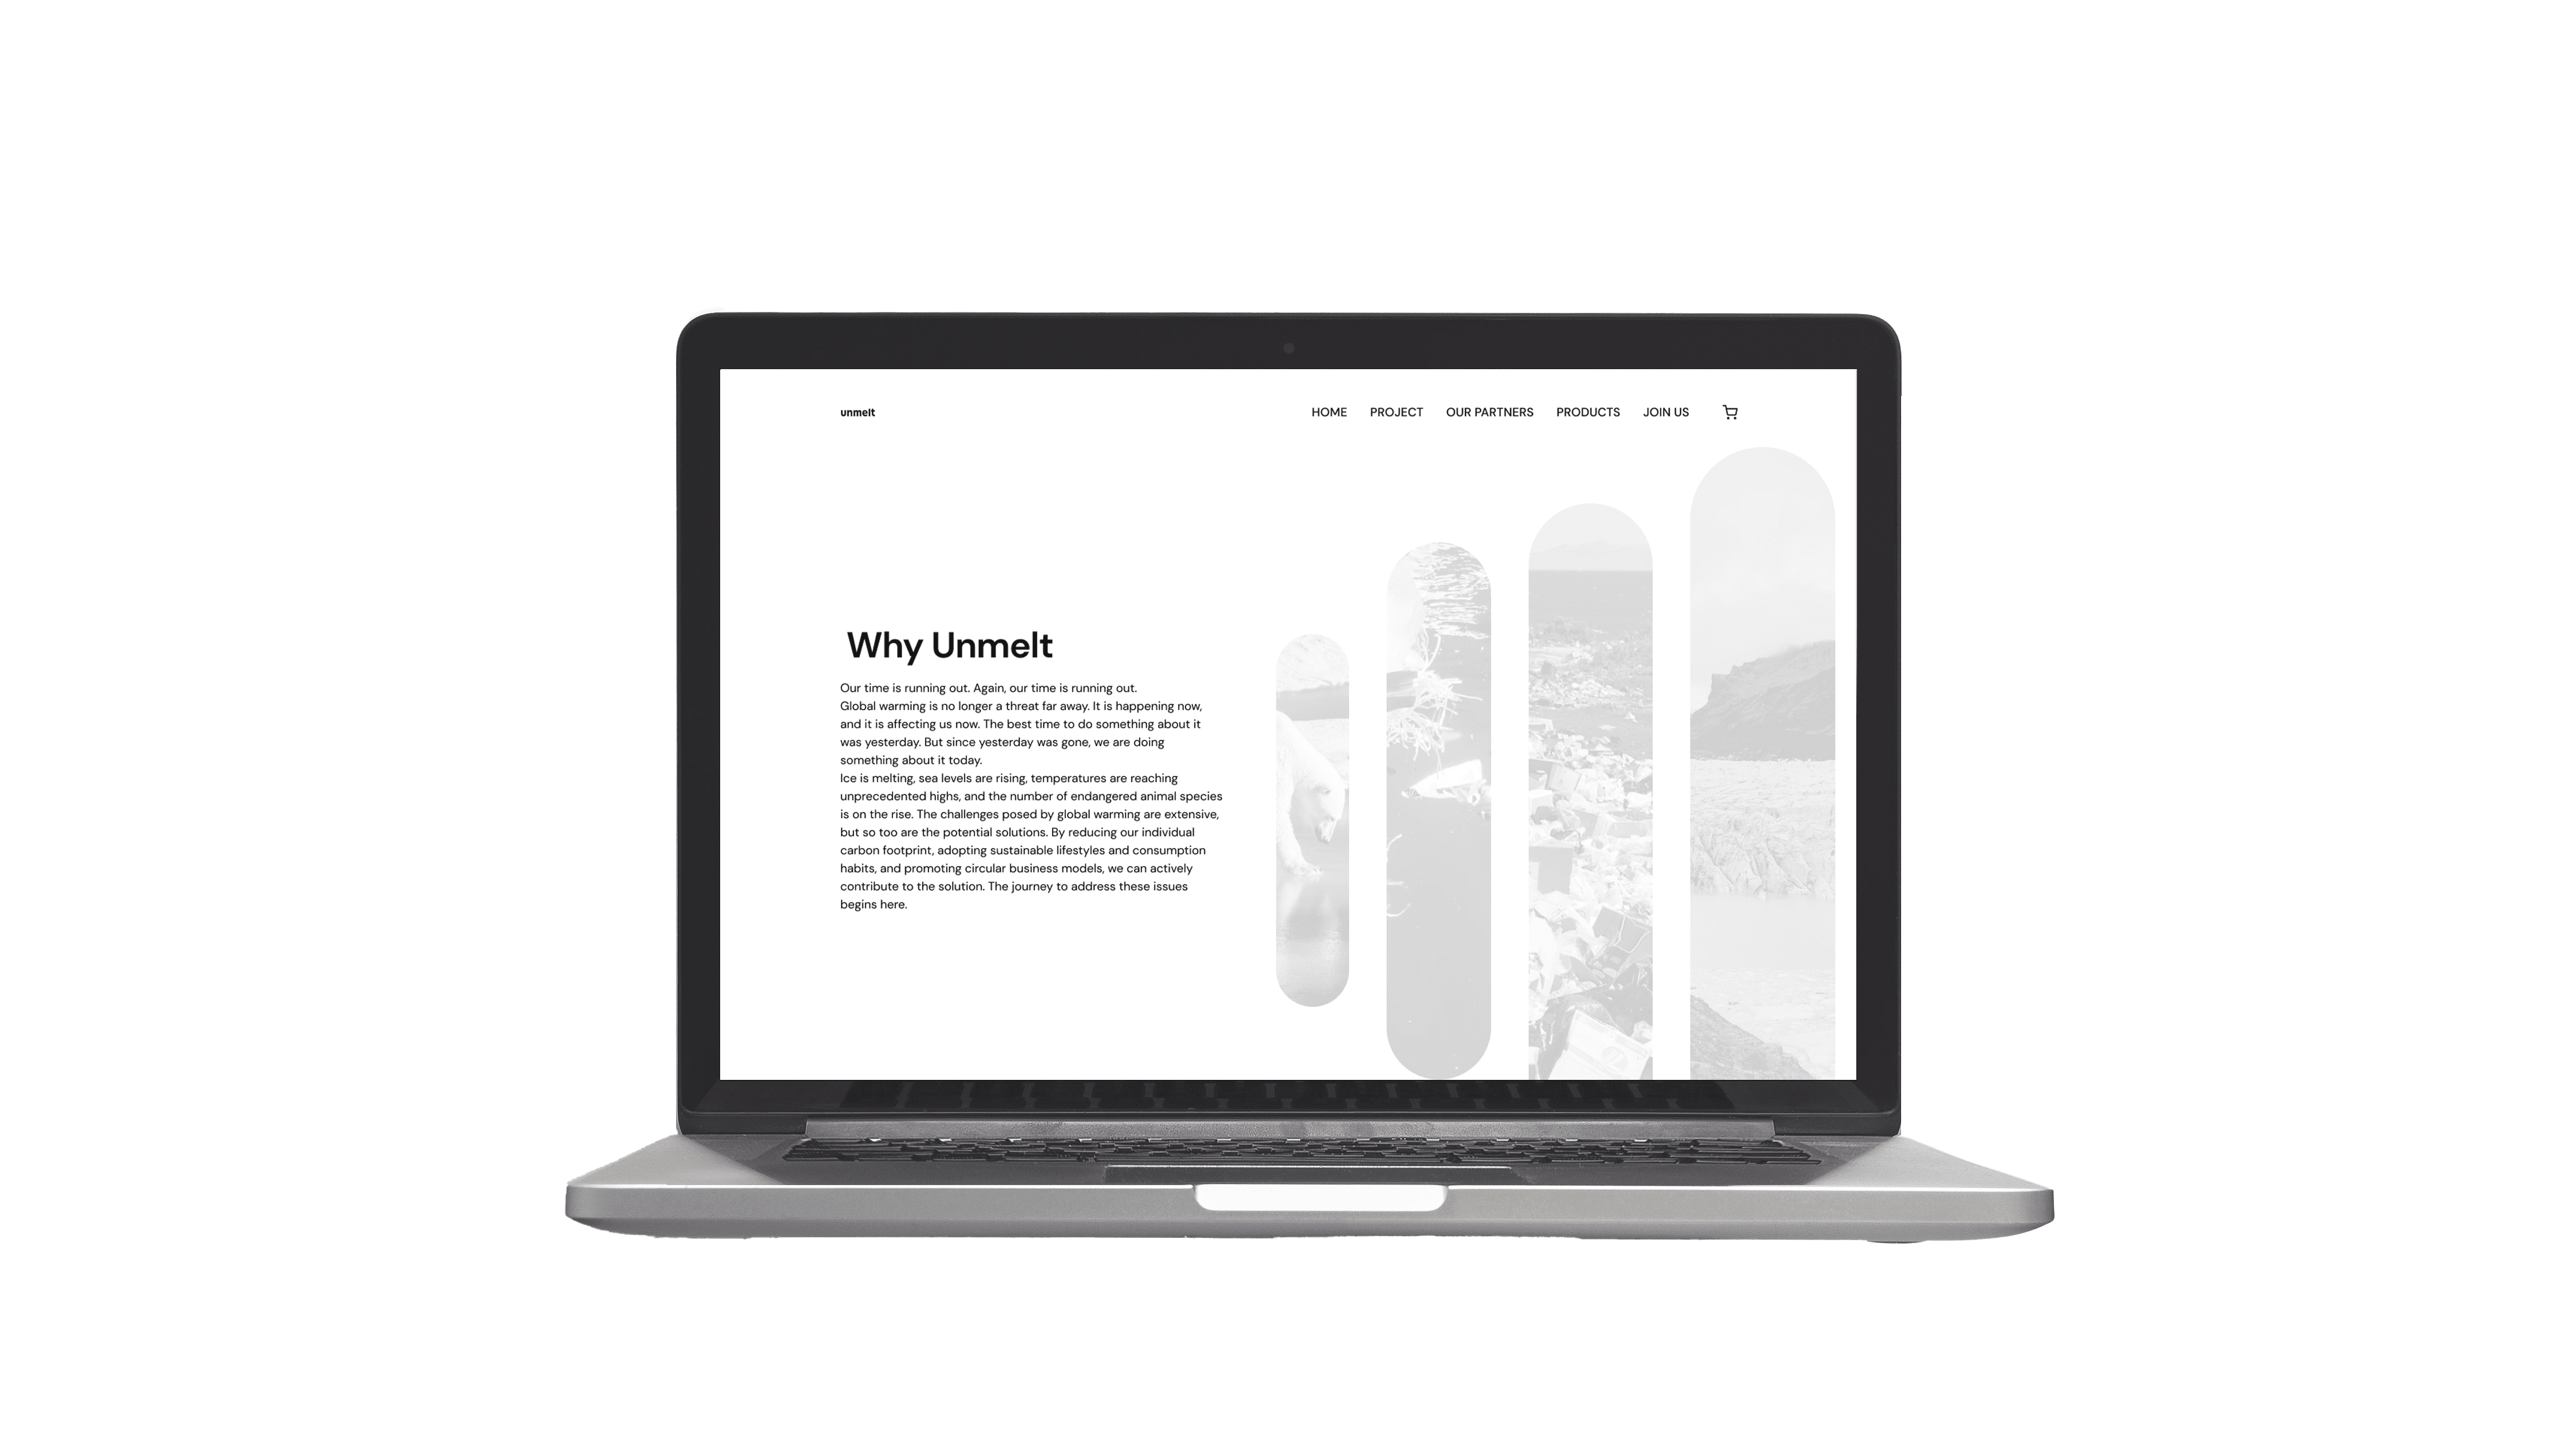 unmelt
HOME PROJECT OUR PARTNERS PRODUCTS JOIN US
Why Unmelt
Our time is running out. Again, our time is running out.
Global warming is no longer a threat far away. It is happening now,
and it is affecting us now. The best time to do something about it
was yesterday. But since yesterday was gone, we are doing
something about it today.
Ice is melting, sea levels are rising, temperatures are reaching
unprecedented highs, and the number of endangered animal species
is on the rise. The challenges posed by global warming are extensive,
but so too are the potential solutions. By reducing our individual
carbon footprint, adopting sustainable lifestyles and consumption
habits, and promoting circular business models, we can actively
contribute to the solution. The journey to address these issues
begins here.